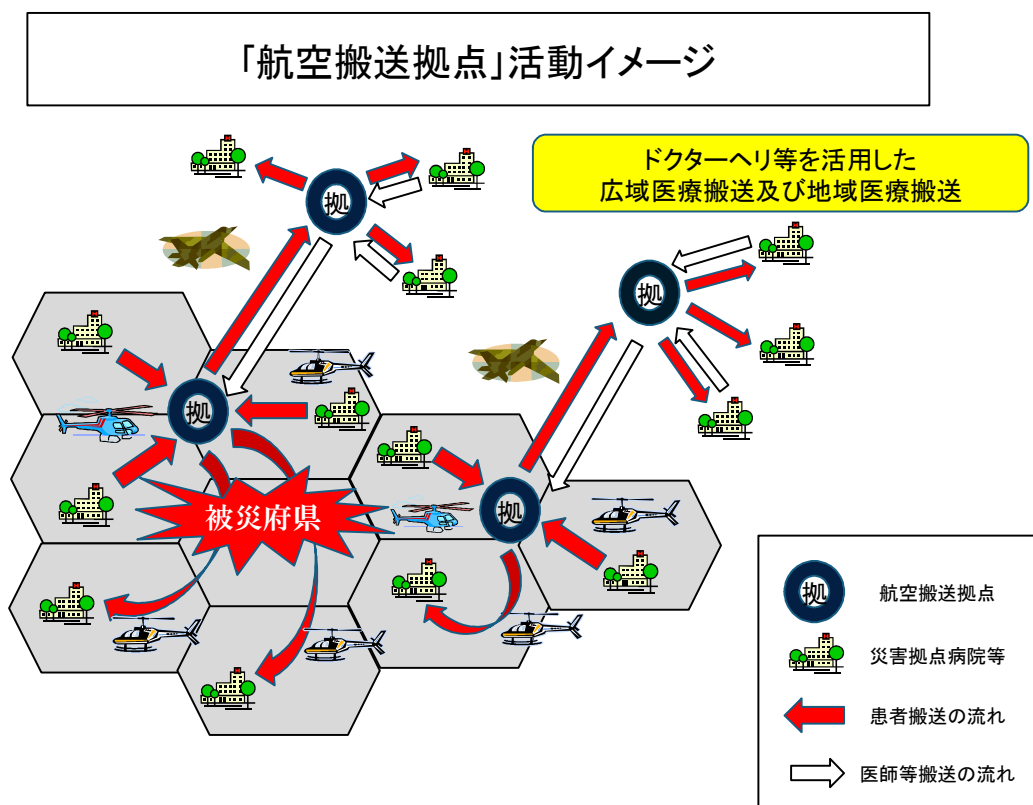 「航空搬送拠点」活動イメージ
ドクターヘリ等を活用した
広域医療搬送及び地域医療搬送
拠
拠
拠
拠
被災府県
拠
航空搬送拠点
災害拠点病院等
患者搬送の流れ
医師等搬送の流れ